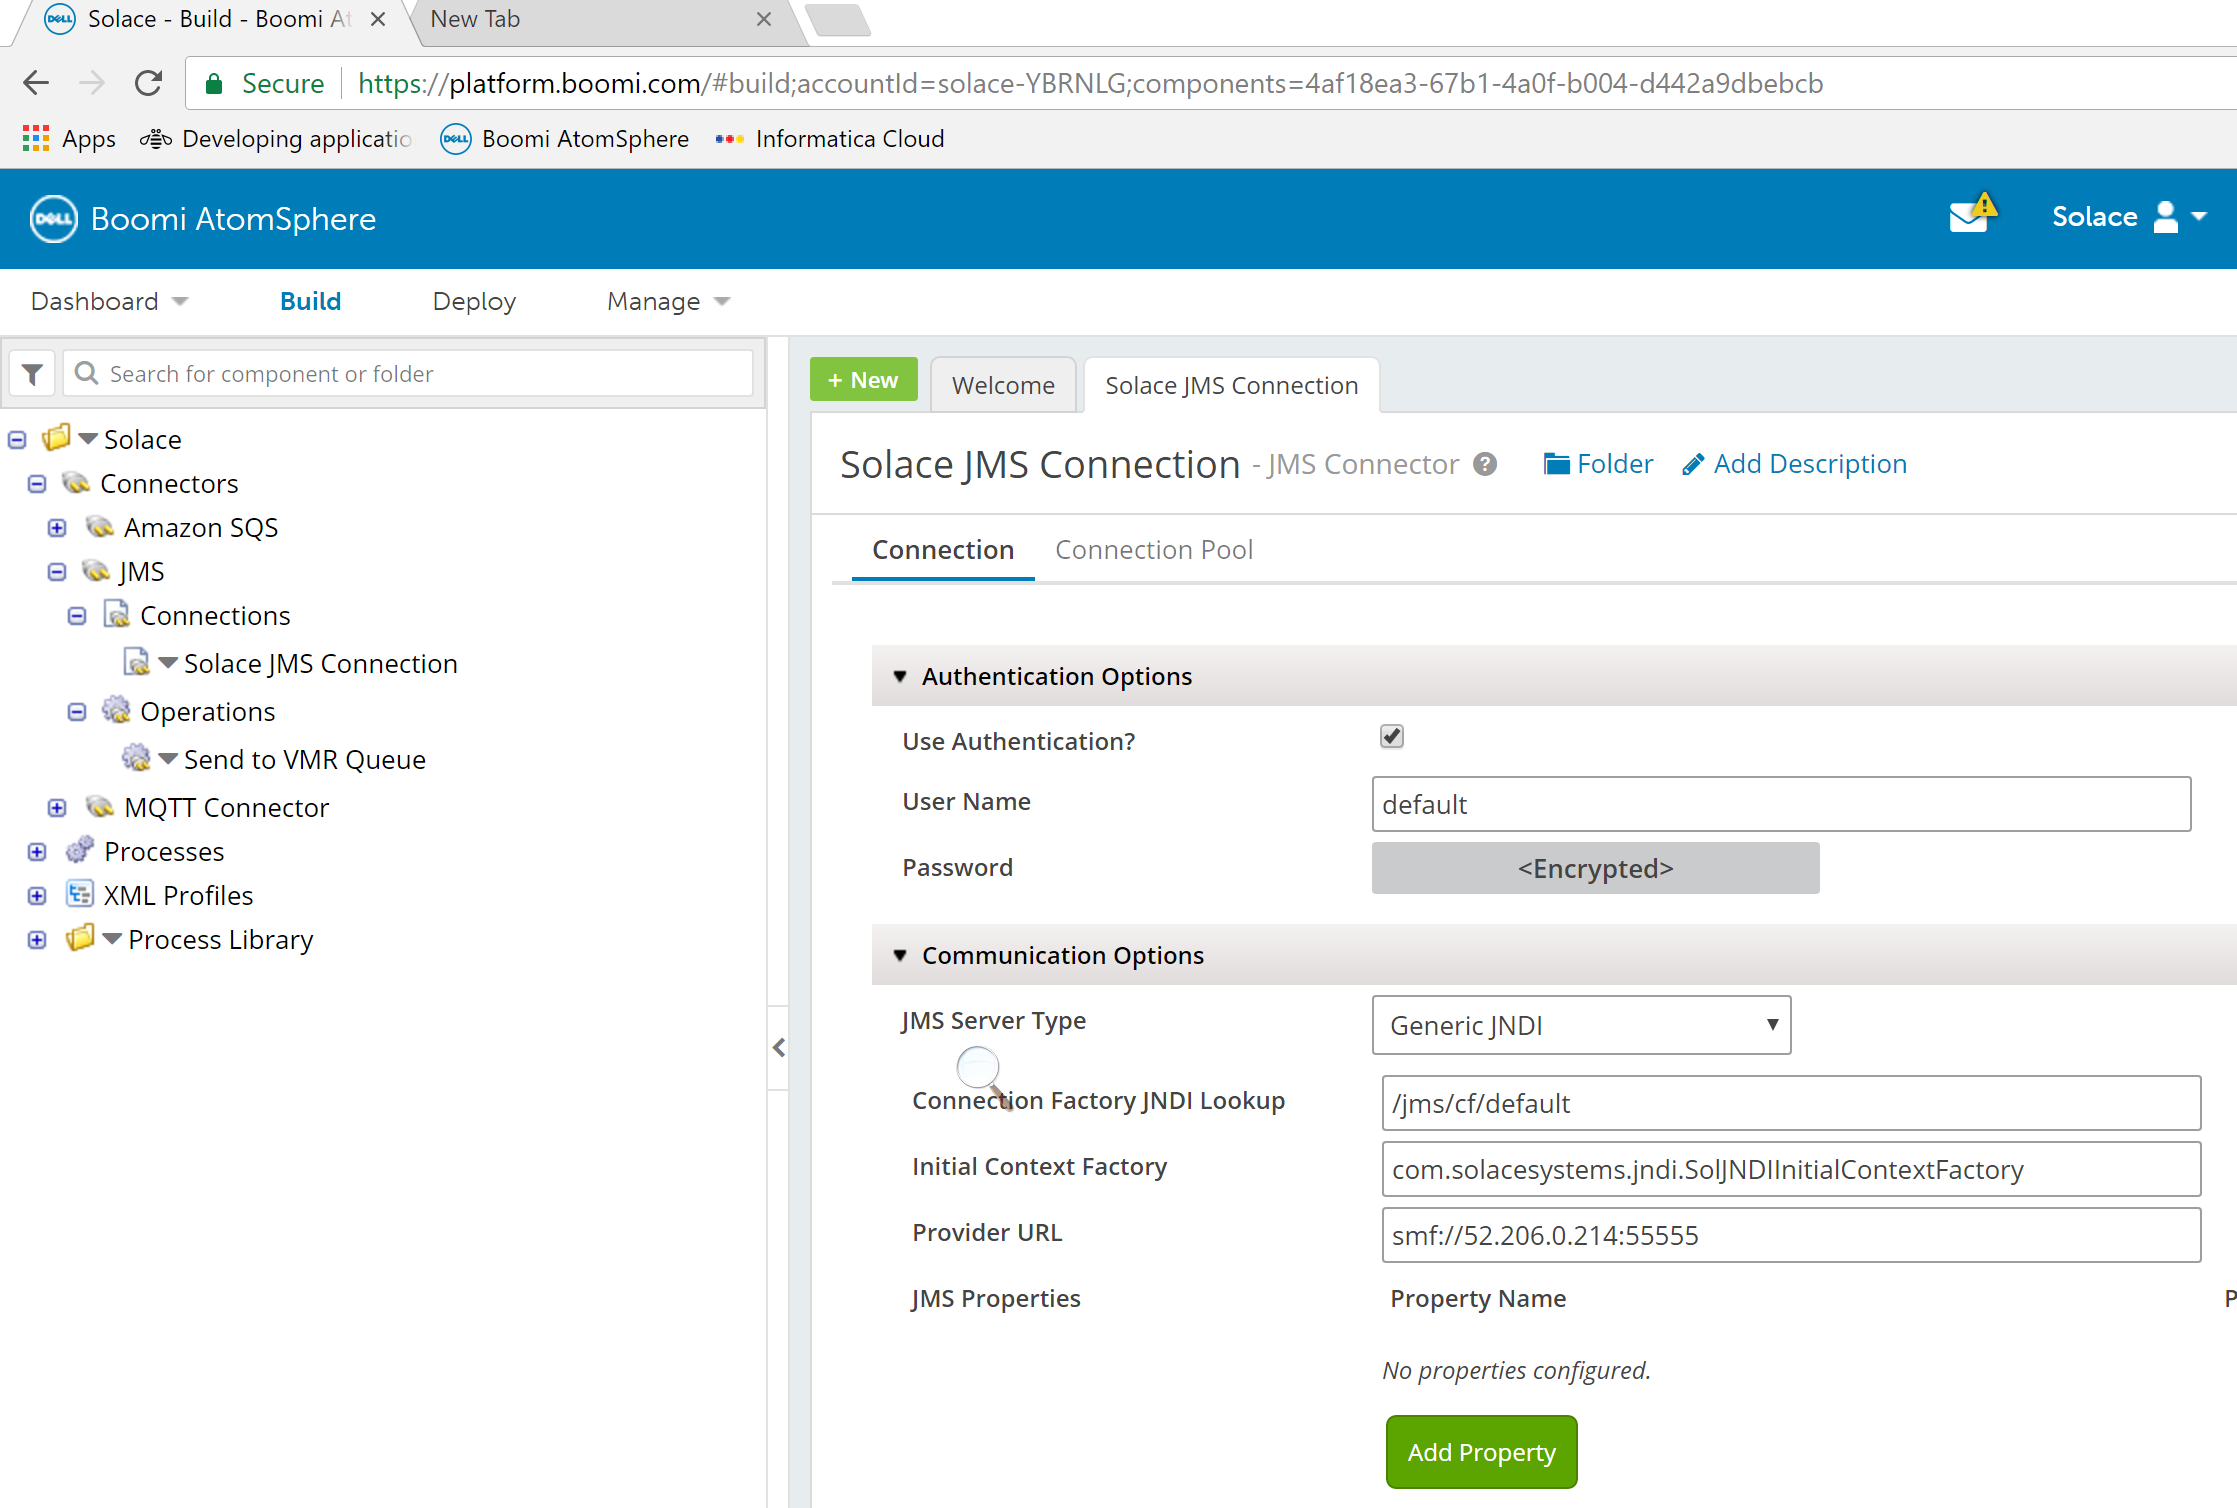 Solace - Build - Boomi At
New Tab
Secure https://platform.boomi.com/#build;accountId=solace-YBRNLG;components=4af18ea3-67b1-4a0f-b004-d442a9dbebcb
Apps Developing applicatio Boomi AtomSphere Informatica Cloud
DELL Boomi AtomSphere Solace
Dashboard Build Deploy Manage
Search for component or folder
Solace
Connectors
Amazon SQS
JMS
Connections
Solace JMS Connection
Operations
Send to VMR Queue
MQTT Connector
Processes
XML Profiles
Process Library
+ New Welcome Solace JMS Connection
Solace JMS Connection - JMS Connector ? Folder Add Description
Connection Connection Pool
Authentication Options
Use Authentication?
User Name default
Password <Encrypted>
Communication Options
JMS Server Type Generic JNDI
Connection Factory JNDI Lookup /jms/cf/default
Initial Context Factory com.solacesystems.jndi.SolJNDIInitialContextFactory
Provider URL smf://52.206.0.214:55555
JMS Properties Property Name P
No properties configured.
Add Property